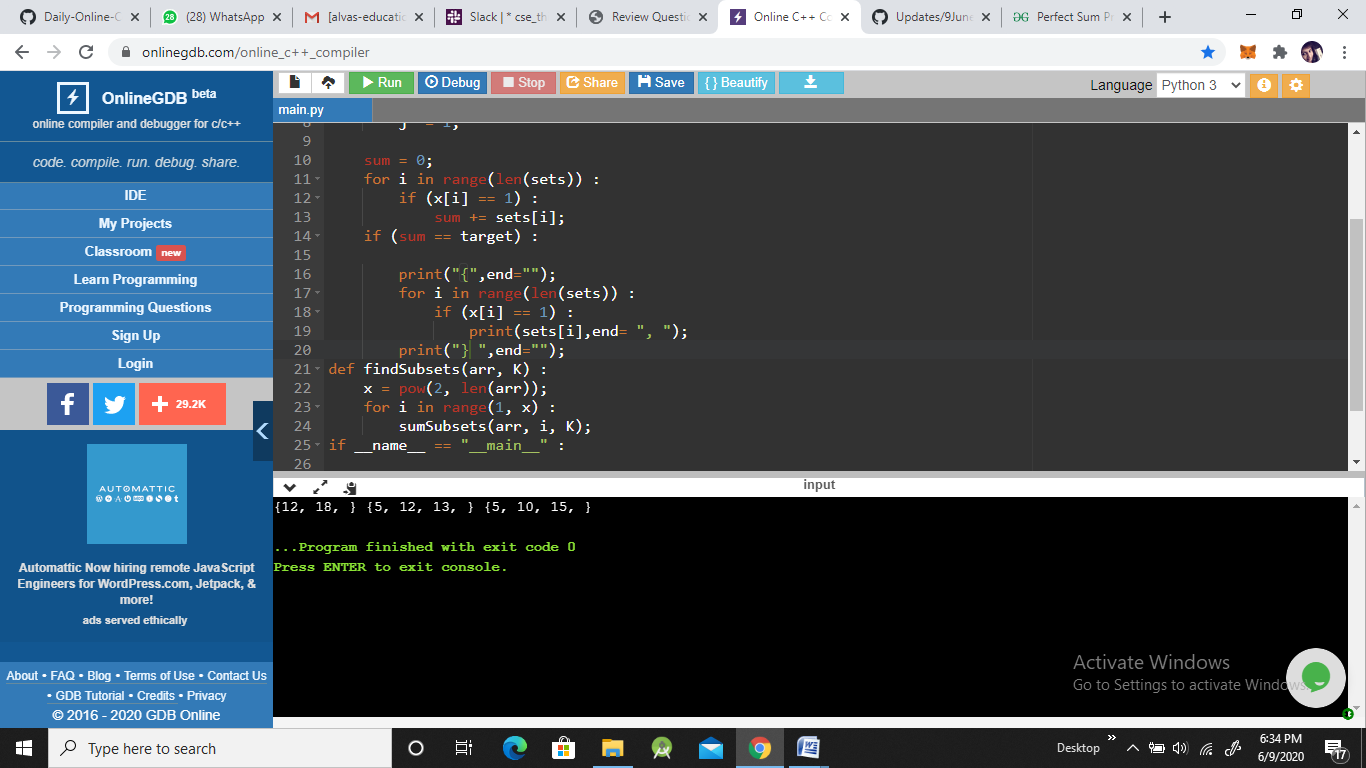 Daily-Online-C
(28) WhatsApp
[alvas-educatio
Slack | * cse_th
Review Questio
Online C++ Co
Updates/9June
Perfect Sum Pr
onlinegdb.com/online_c++_compiler
OnlineGDB beta
online compiler and debugger for c/c++
code. compile. run. debug. share.
IDE
My Projects
Classroom new
Learn Programming
Programming Questions
Sign Up
Login
29.2K
AUTOMATTIC
Automattic Now hiring remote JavaScript
Engineers for WordPress.com, Jetpack, &
more!
ads served ethically
About • FAQ • Blog • Terms of Use • Contact Us
• GDB Tutorial • Credits • Privacy
© 2016 - 2020 GDB Online
Run Debug Stop Share Save { } Beautify
Language Python 3
main.py
9
10 sum = 0;
11 for i in range(len(sets)) :
12 if (x[i] == 1) :
13 sum += sets[i];
14 if (sum == target) :
15
16 print("{",end="");
17 for i in range(len(sets)) :
18 if (x[i] == 1) :
19 print(sets[i],end= ", ");
20 print("} ",end="");
21 def findSubsets(arr, K) :
22 x = pow(2, len(arr));
23 for i in range(1, x) :
24 sumSubsets(arr, i, K);
25 if __name__ == "__main__" :
26
input
{12, 18, } {5, 12, 13, } {5, 10, 15, }
...Program finished with exit code 0
Press ENTER to exit console.
Activate Windows
Go to Settings to activate Windows.
Type here to search
Desktop
6:34 PM
6/9/2020
17